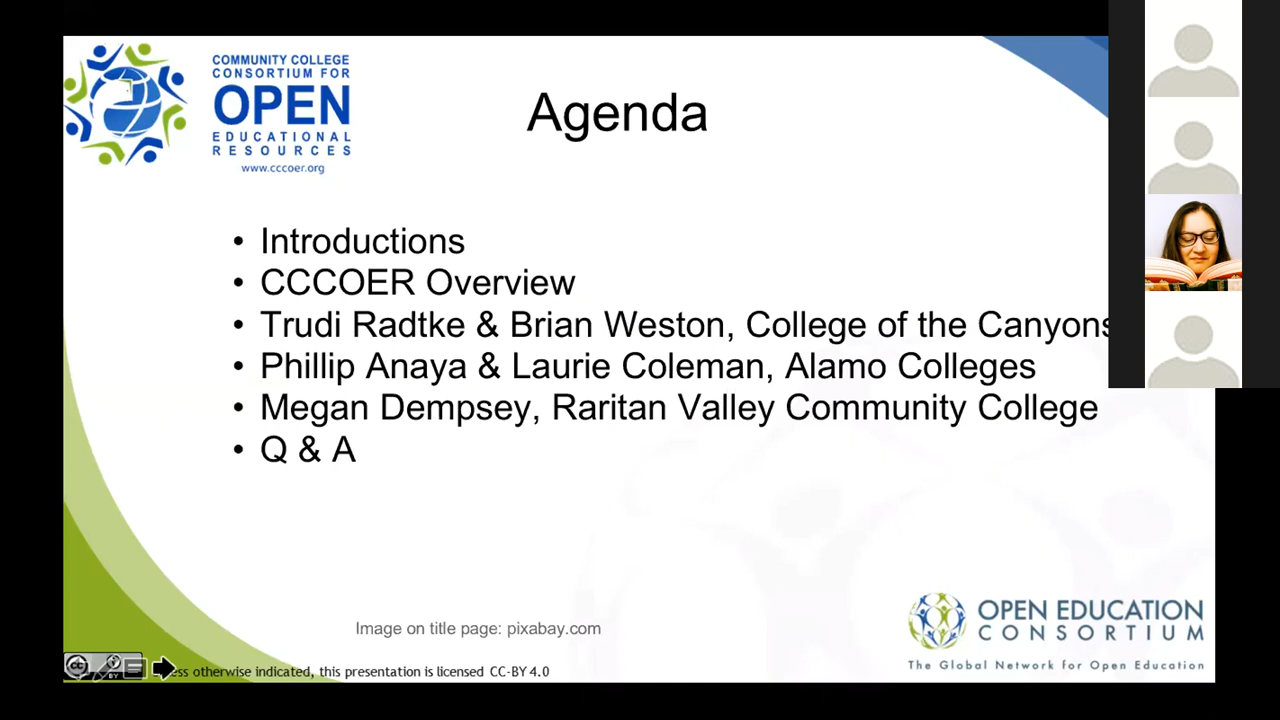 COMMUNITY COLLEGE
CONSORTIUM FOR
OPEN
EDUCATIONAL
RESOURCES
www.cccoer.org
Agenda
• Introductions
• CCCOER Overview
• Trudi Radtke & Brian Weston, College of the Canyons
• Phillip Anaya & Laurie Coleman, Alamo Colleges
• Megan Dempsey, Raritan Valley Community College
• Q & A
Image on title page: pixabay.com
OPEN EDUCATION
CONSORTIUM
The Global Network for Open Education
cc
BY
ess otherwise indicated, this presentation is licensed CC-BY 4.0